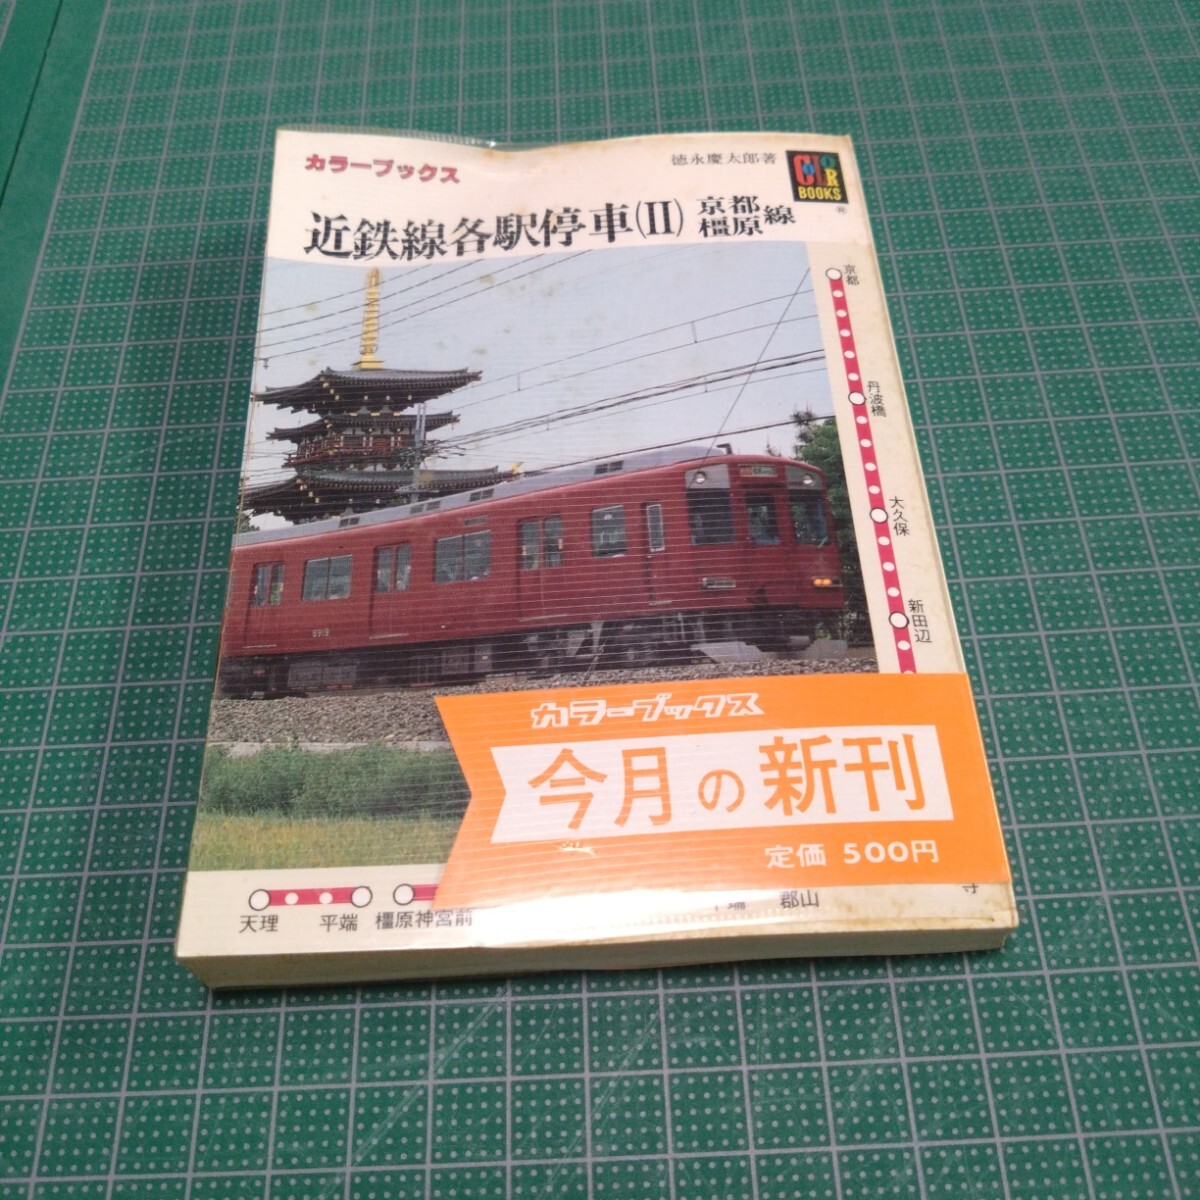 カラーブックス
徳永慶太郎著
COLOR
BOOKS
®
近鉄線各駅停車(II) 京都 橿原 線
京都
丹波橋
大久保
新田辺
カラーブックス
今月の新刊
定価 500円
天理
平端
橿原神宮前
平端
郡山
寺